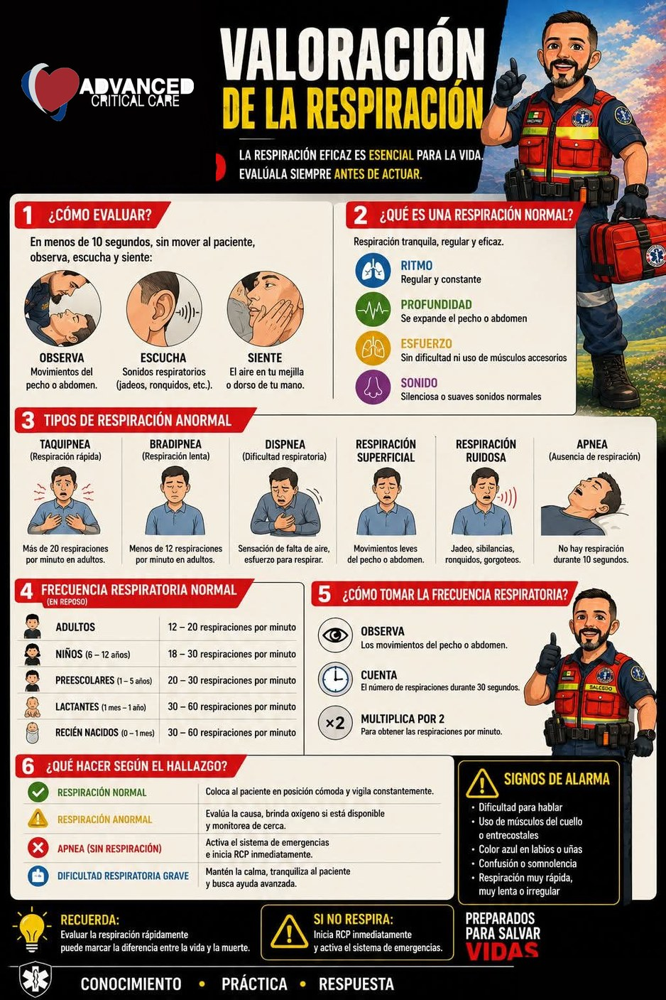 ADVANCED
CRITICAL CARE
VALORACIÓN
DE LA RESPIRACIÓN
LA RESPIRACIÓN EFICAZ ES ESENCIAL PARA LA VIDA.
EVALÚALA SIEMPRE ANTES DE ACTUAR.
1 ¿CÓMO EVALUAR?
En menos de 10 segundos, sin mover al paciente,
observa, escucha y siente:
OBSERVA
Movimientos del
pecho o abdomen.
ESCUCHA
Sonidos respiratorios
(jadeos, ronquidos, etc.).
SIENTE
El aire en tu mejilla
o dorso de tu mano.
2 ¿QUÉ ES UNA RESPIRACIÓN NORMAL?
Respiración tranquila, regular y eficaz.
RITMO
Regular y constante
PROFUNDIDAD
Se expande el pecho o abdomen
ESFUERZO
Sin dificultad ni uso de músculos accesorios
SONIDO
Silenciosa o suaves sonidos normales
3 TIPOS DE RESPIRACIÓN ANORMAL
TAQUIPNEA
(Respiración rápida)
Más de 20 respiraciones
por minuto en adultos.
BRADIPNEA
(Respiración lenta)
Menos de 12 respiraciones
por minuto en adultos.
DISPNEA
(Dificultad respiratoria)
Sensación de falta de aire,
esfuerzo para respirar.
RESPIRACIÓN
SUPERFICIAL
Movimientos leves
del pecho o abdomen.
RESPIRACIÓN
RUIDOSA
Jadeo, sibilancias,
ronquidos, gorgoteos.
APNEA
(Ausencia de respiración)
No hay respiración
durante 10 segundos.
4 FRECUENCIA RESPIRATORIA NORMAL
(EN REPOSO)
ADULTOS 12 – 20 respiraciones por minuto
NIÑOS (6 – 12 años) 18 – 30 respiraciones por minuto
PREESCOLARES (1 – 5 años) 20 – 30 respiraciones por minuto
LACTANTES (1 mes – 1 año) 30 – 60 respiraciones por minuto
RECIÉN NACIDOS (0 – 1 mes) 30 – 60 respiraciones por minuto
5 ¿CÓMO TOMAR LA FRECUENCIA RESPIRATORIA?
OBSERVA
Los movimientos del pecho o abdomen.
CUENTA
El número de respiraciones durante 30 segundos.
×2
MULTIPLICA POR 2
Para obtener las respiraciones por minuto.
SALCEDO
6 ¿QUÉ HACER SEGÚN EL HALLAZGO?
RESPIRACIÓN NORMAL
Coloca al paciente en posición cómoda y vigila constantemente.
RESPIRACIÓN ANORMAL
Evalúa la causa, brinda oxígeno si está disponible
y monitorea de cerca.
APNEA (SIN RESPIRACIÓN)
Activa el sistema de emergencias
e inicia RCP inmediatamente.
DIFICULTAD RESPIRATORIA GRAVE
Mantén la calma, tranquiliza al paciente
y busca ayuda avanzada.
SIGNOS DE ALARMA
• Dificultad para hablar
• Uso de músculos del cuello
o entrecostales
• Color azul en labios o uñas
• Confusión o somnolencia
• Respiración muy rápida,
muy lenta o irregular
RECUERDA:
Evaluar la respiración rápidamente
puede marcar la diferencia entre la vida y la muerte.
SI NO RESPIRA:
Inicia RCP inmediatamente
y activa el sistema de emergencias.
PREPARADOS
PARA SALVAR
VIDAS
CONOCIMIENTO • PRÁCTICA • RESPUESTA